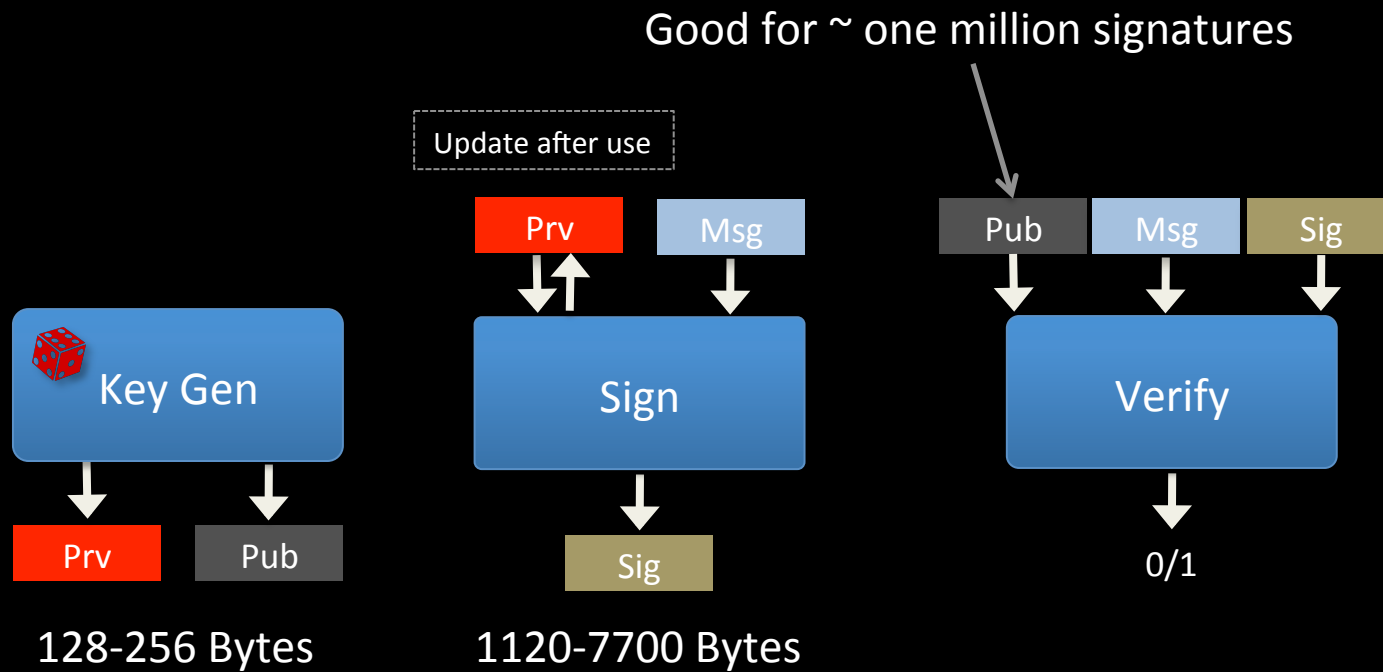 Good for ~ one million signatures
Update after use
Prv
Msg
Pub
Msg
Sig
Key Gen
Sign
Verify
Prv
Pub
Sig
0/1
128-256 Bytes
1120-7700 Bytes